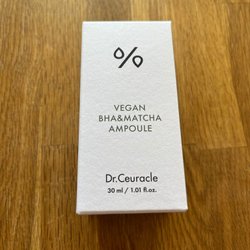 %
VEGAN
BHA&MATCHA
AMPOULE
Dr.Ceuracle
30 ml / 1.01 fl.oz.